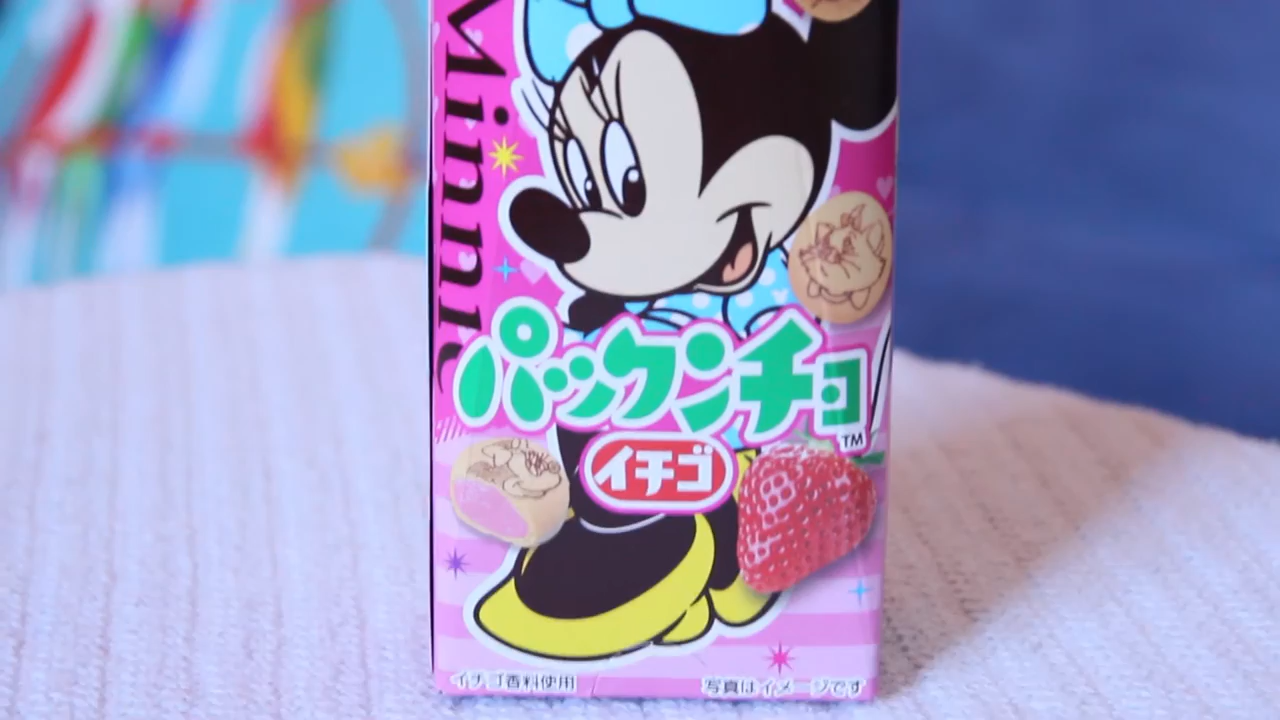 Minnie
パックンチョ
TM
イチゴ
イチゴ香料使用
写真はイメージです